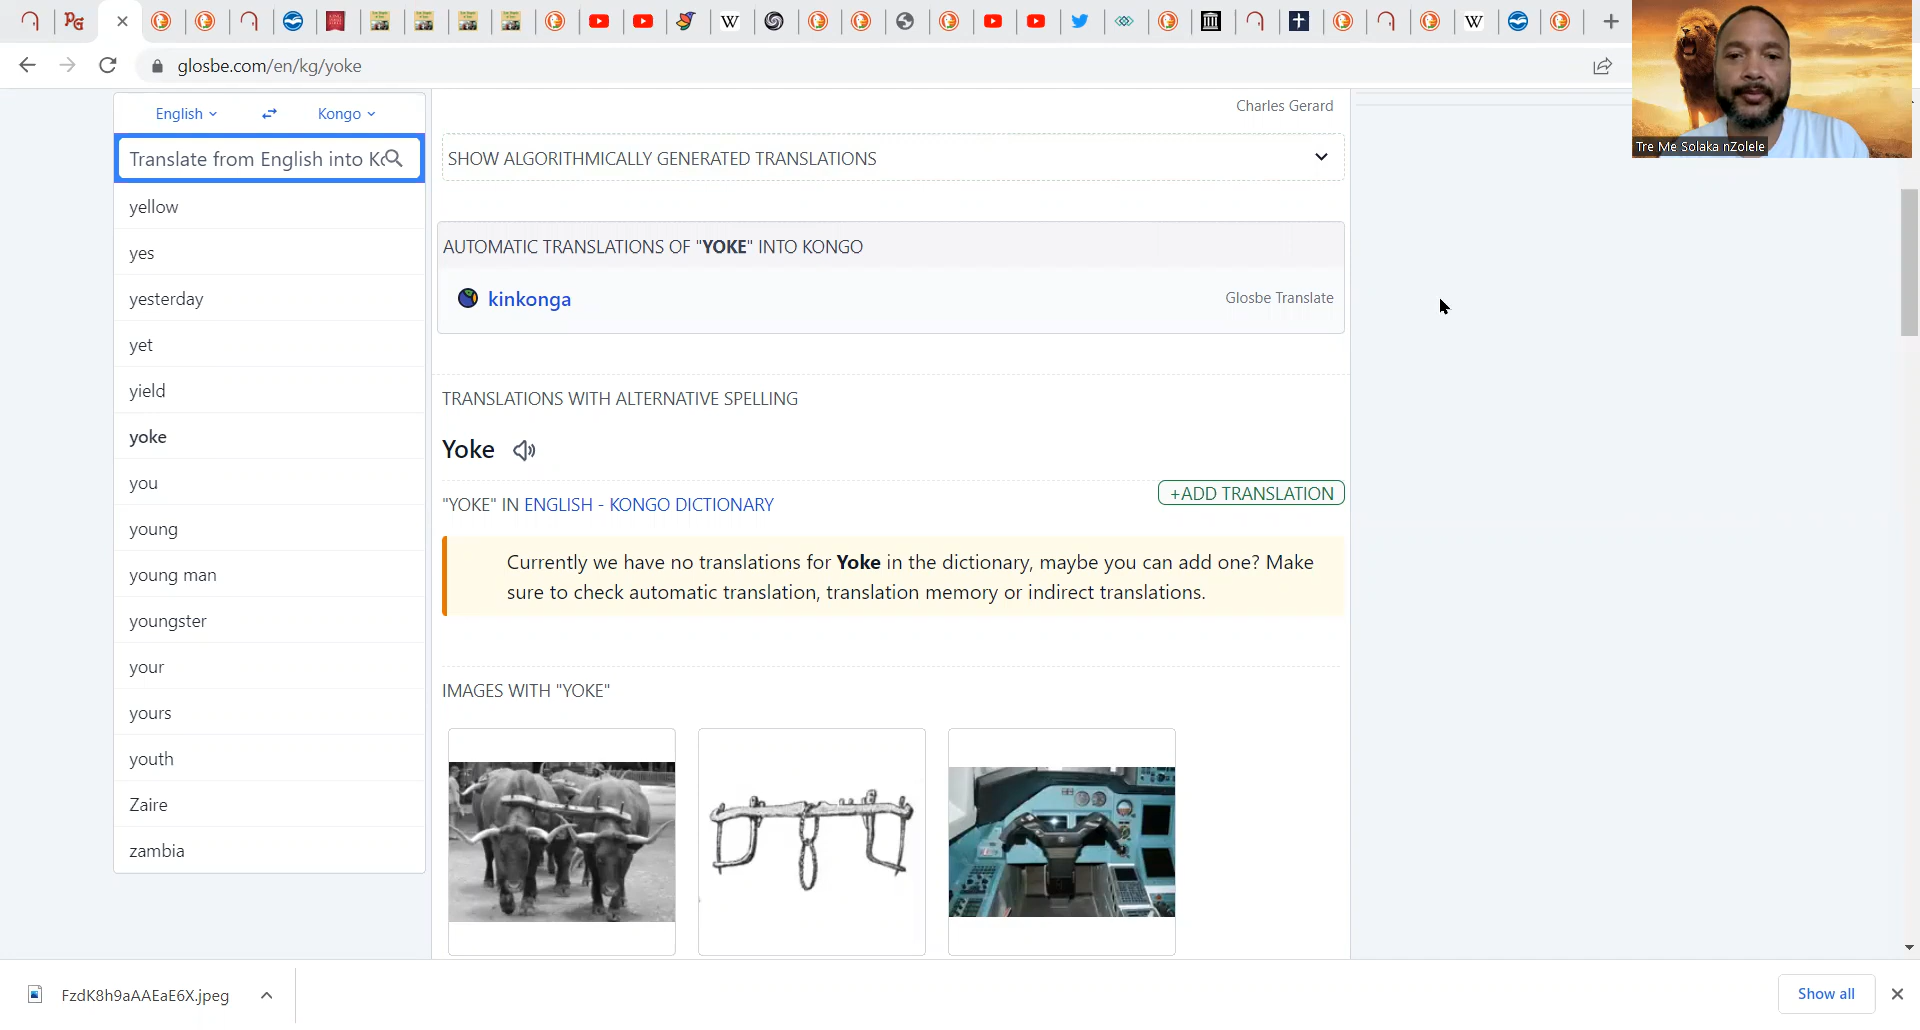 glosbe.com/en/kg/yoke
Tre Me Solaka nZolele
English
Kongo
Translate from English into Ko
yellow
yes
yesterday
yet
yield
yoke
you
young
young man
youngster
your
yours
youth
Zaire
zambia
Charles Gerard
SHOW ALGORITHMICALLY GENERATED TRANSLATIONS
AUTOMATIC TRANSLATIONS OF "YOKE" INTO KONGO
kinkonga
Glosbe Translate
TRANSLATIONS WITH ALTERNATIVE SPELLING
Yoke
+ADD TRANSLATION
"YOKE" IN ENGLISH - KONGO DICTIONARY
Currently we have no translations for Yoke in the dictionary, maybe you can add one? Make
sure to check automatic translation, translation memory or indirect translations.
IMAGES WITH "YOKE"
FzdK8h9aAAEaE6X.jpeg
Show all